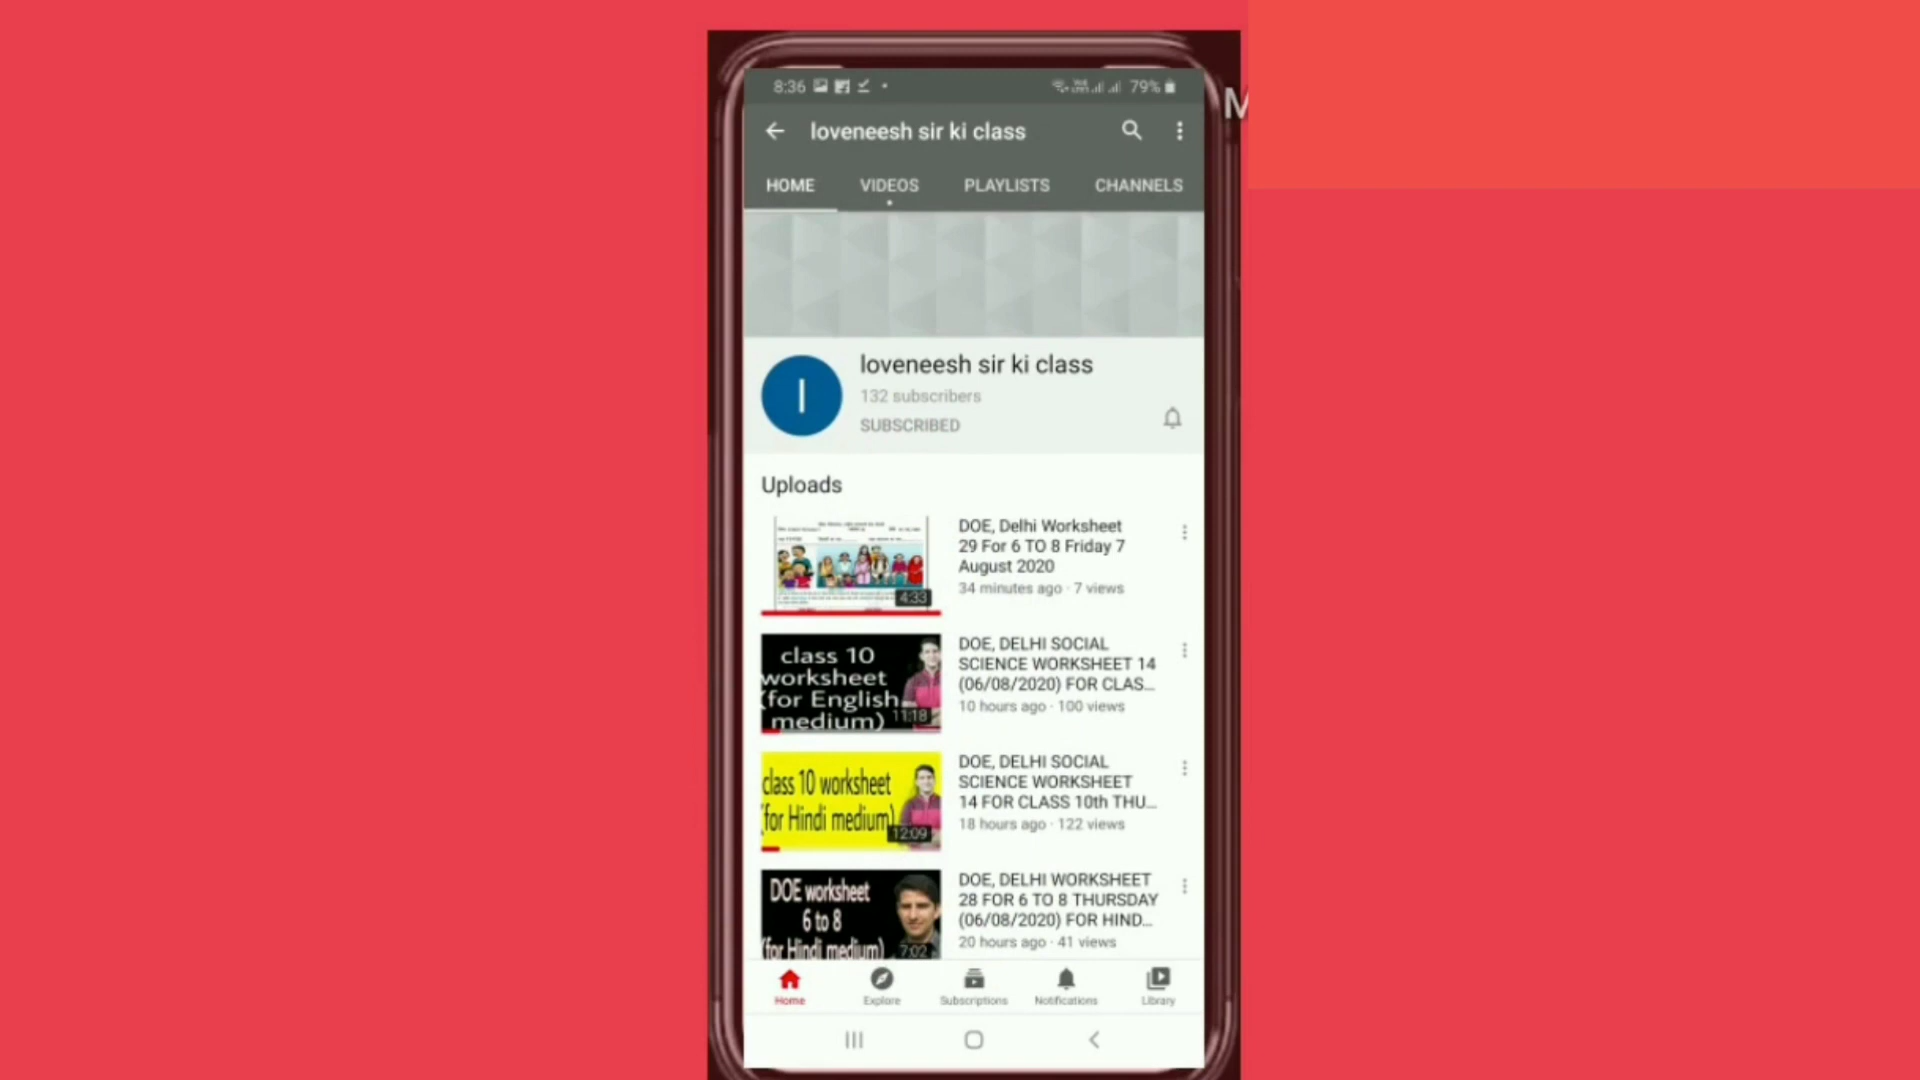 8:36
79%
M
loveneesh sir ki class
HOME VIDEOS PLAYLISTS CHANNELS
loveneesh sir ki class
132 subscribers
SUBSCRIBED
Uploads
4:33
DOE, Delhi Worksheet
29 For 6 TO 8 Friday 7
August 2020
34 minutes ago · 7 views
class 10
worksheet
(for English
medium)
11:18
DOE, DELHI SOCIAL
SCIENCE WORKSHEET 14
(06/08/2020) FOR CLAS...
10 hours ago · 100 views
class 10 worksheet
(for Hindi medium)
12:09
DOE, DELHI SOCIAL
SCIENCE WORKSHEET
14 FOR CLASS 10th THU...
18 hours ago · 122 views
DOE worksheet
6 to 8
(for Hindi medium)
7:02
DOE, DELHI WORKSHEET
28 FOR 6 TO 8 THURSDAY
(06/08/2020) FOR HIND...
20 hours ago · 41 views
Home Explore Subscriptions Notifications Library